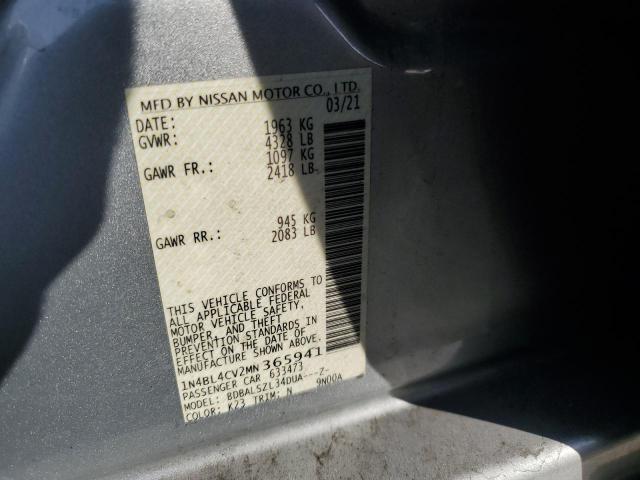 MFD BY NISSAN MOTOR CO., LTD.
DATE: 03/21
GVWR: 1963 KG
4328 LB
GAWR FR.: 1097 KG
2418 LB
GAWR RR.: 945 KG
2083 LB
THIS VEHICLE CONFORMS TO
ALL APPLICABLE FEDERAL
MOTOR VEHICLE SAFETY,
BUMPER, AND THEFT
PREVENTION STANDARDS IN
EFFECT ON THE DATE OF
MANUFACTURE SHOWN ABOVE.
1N4BL4CV2MN 365941
PASSENGER CAR 633473
MODEL: BDBALSZL34DUA---Z-
COLOR: K23 TRIM: N 9N00A